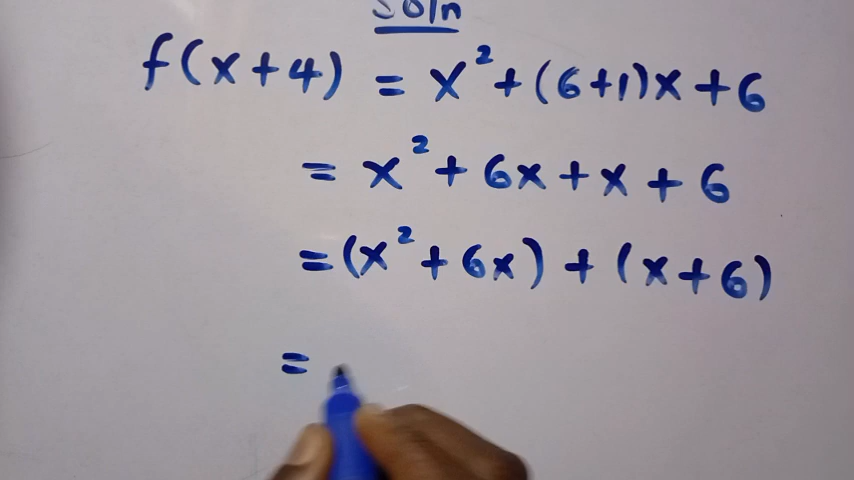 Soln
f(x+4) = x² + (6+1)x + 6
= x² + 6x + x + 6
= (x² + 6x) + (x + 6)
=